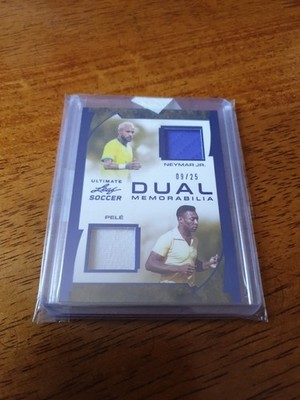 NEYMAR JR.
09/25
ULTIMATE
Leaf
SOCCER
DUAL
MEMORABILIA
PELÉ